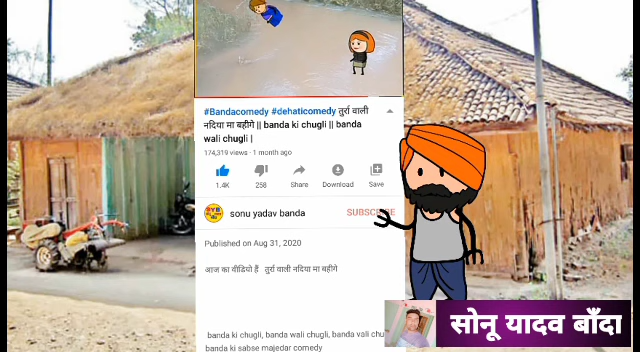 #Bandacomedy #dehaticomedy तुर्रा वाली
नदिया मा बहींगे || banda ki chugli || banda
wali chugli |
174,319 views · 1 month ago
1.4K
258
Share
Download
Save
sonu yadav banda
SUBSCRIBE
Published on Aug 31, 2020
आज का वीडियो हैं तुर्रा वाली नदिया मा बहींगे
banda ki chugli, banda wali chugli, banda vali chu
banda ki sabse majedar comedy
सोनू यादव बाँदा